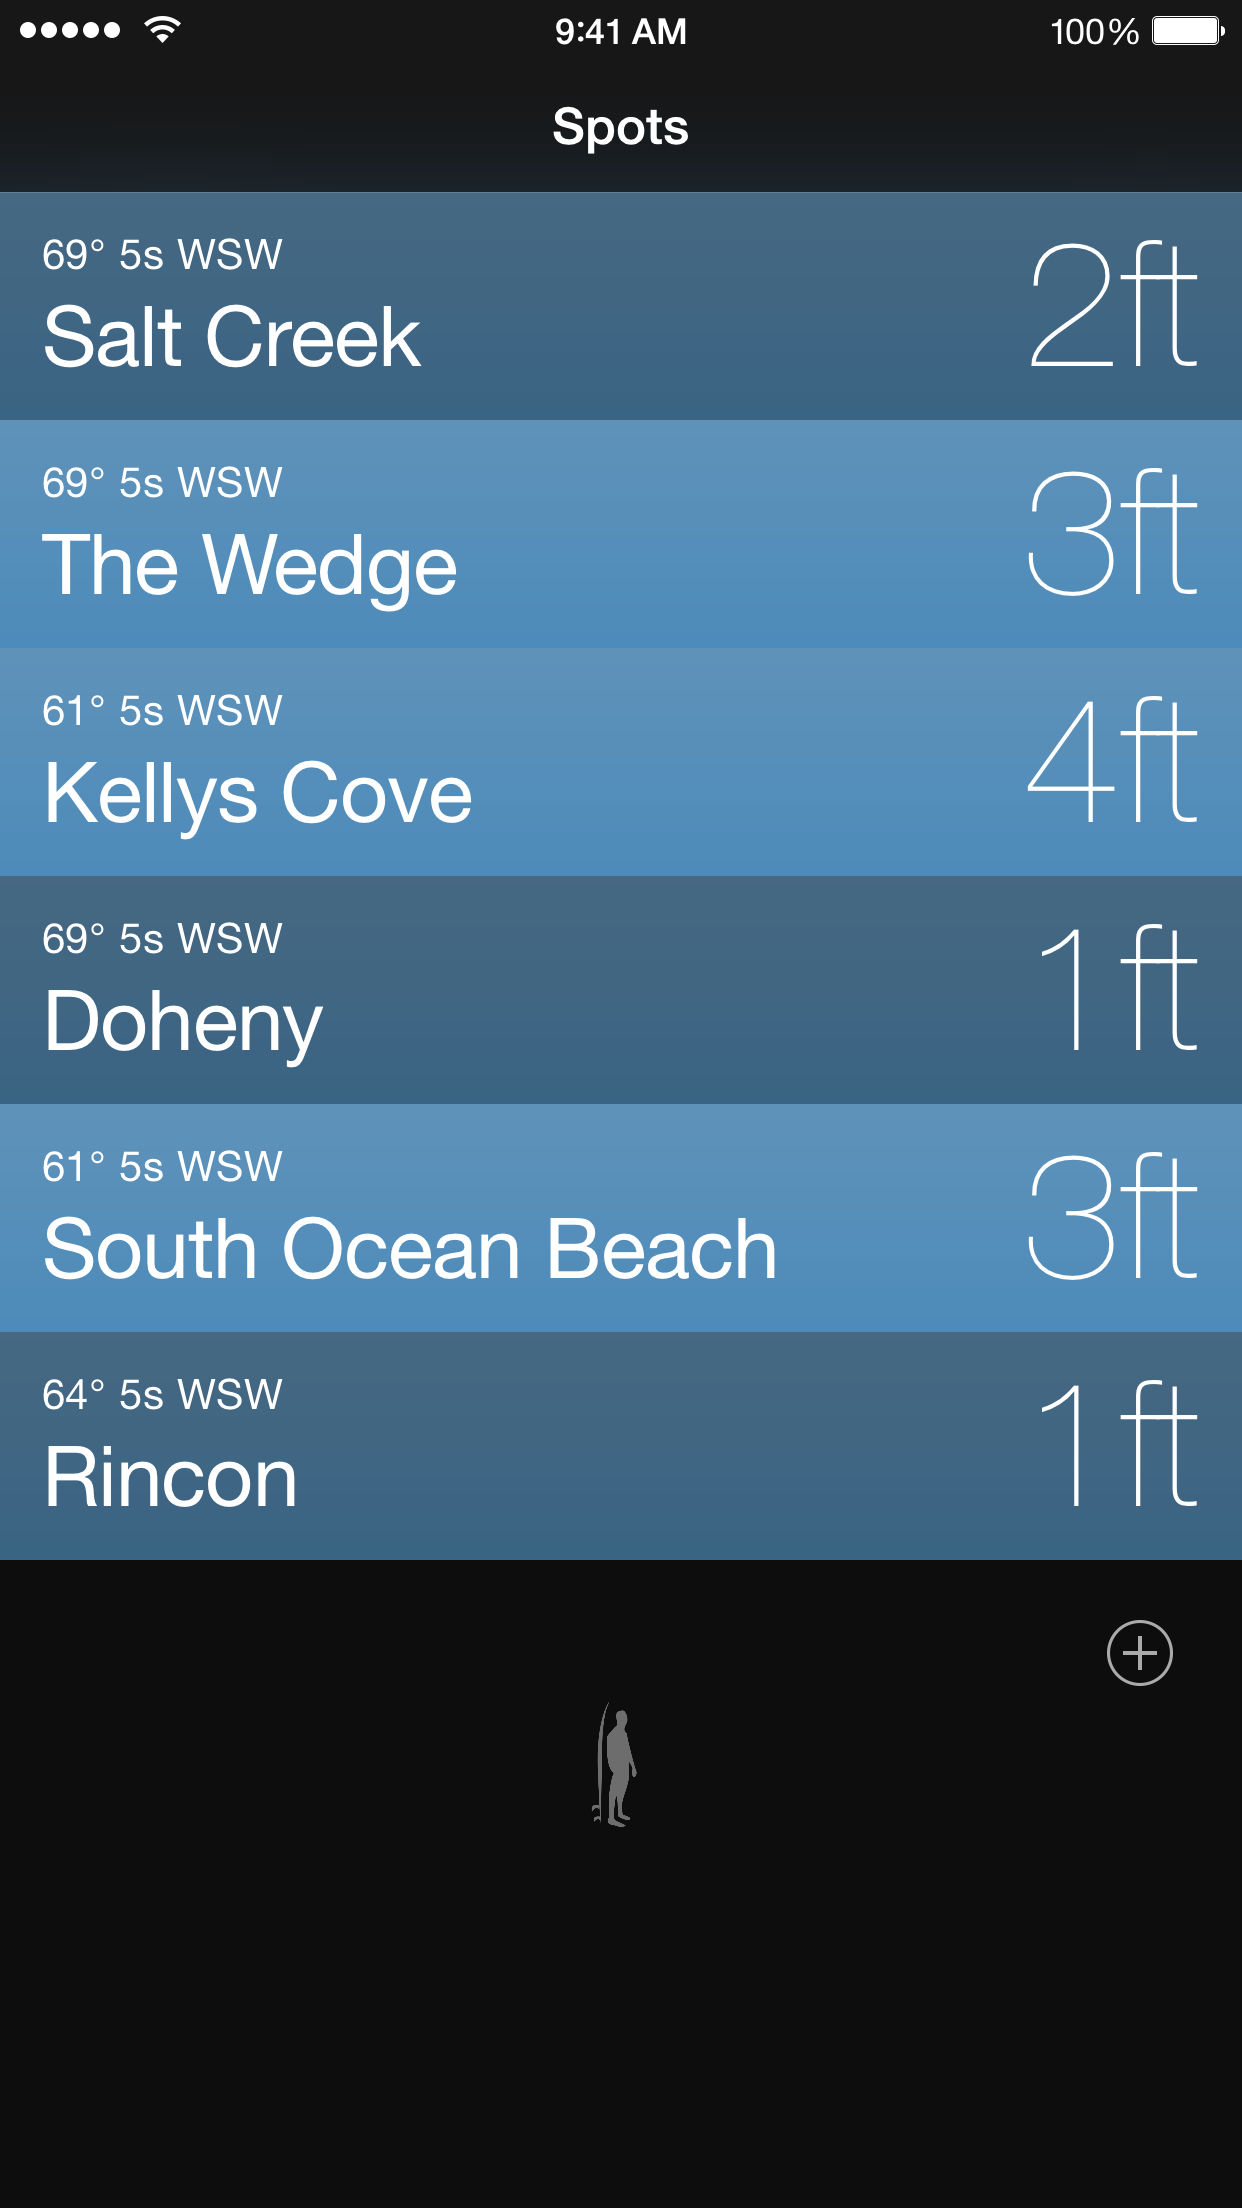 9:41 AM
100%
Spots
69° 5s WSW
Salt Creek
2ft
69° 5s WSW
The Wedge
3ft
61° 5s WSW
Kellys Cove
4ft
69° 5s WSW
Doheny
1ft
61° 5s WSW
South Ocean Beach
3ft
64° 5s WSW
Rincon
1ft